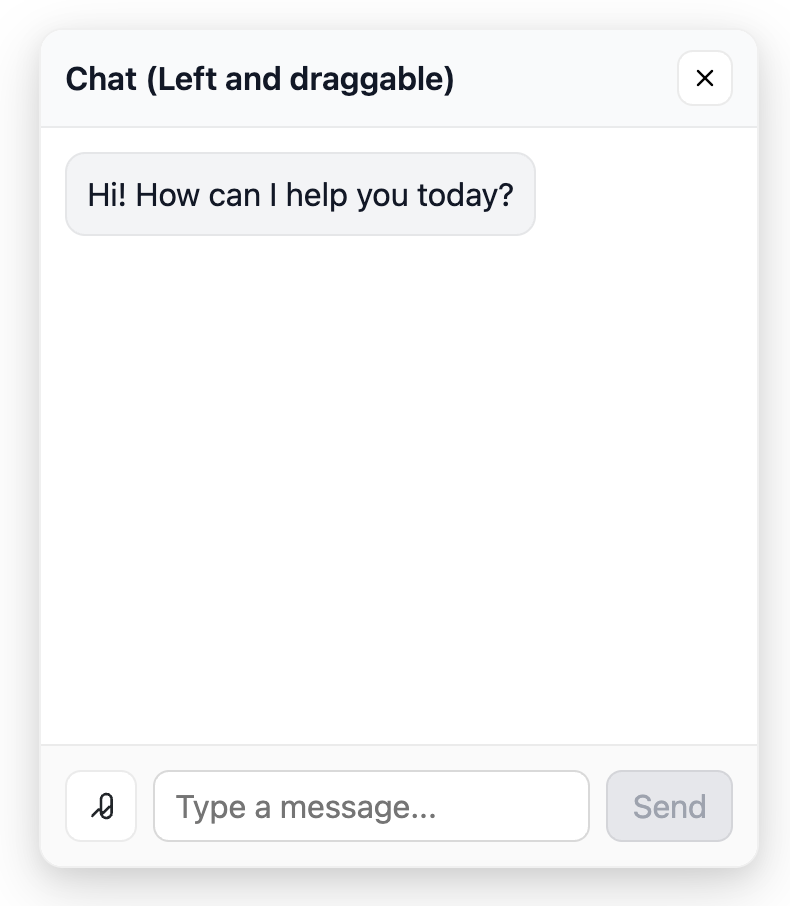 Chat (Left and draggable)
Hi! How can I help you today?
Type a message...
Send